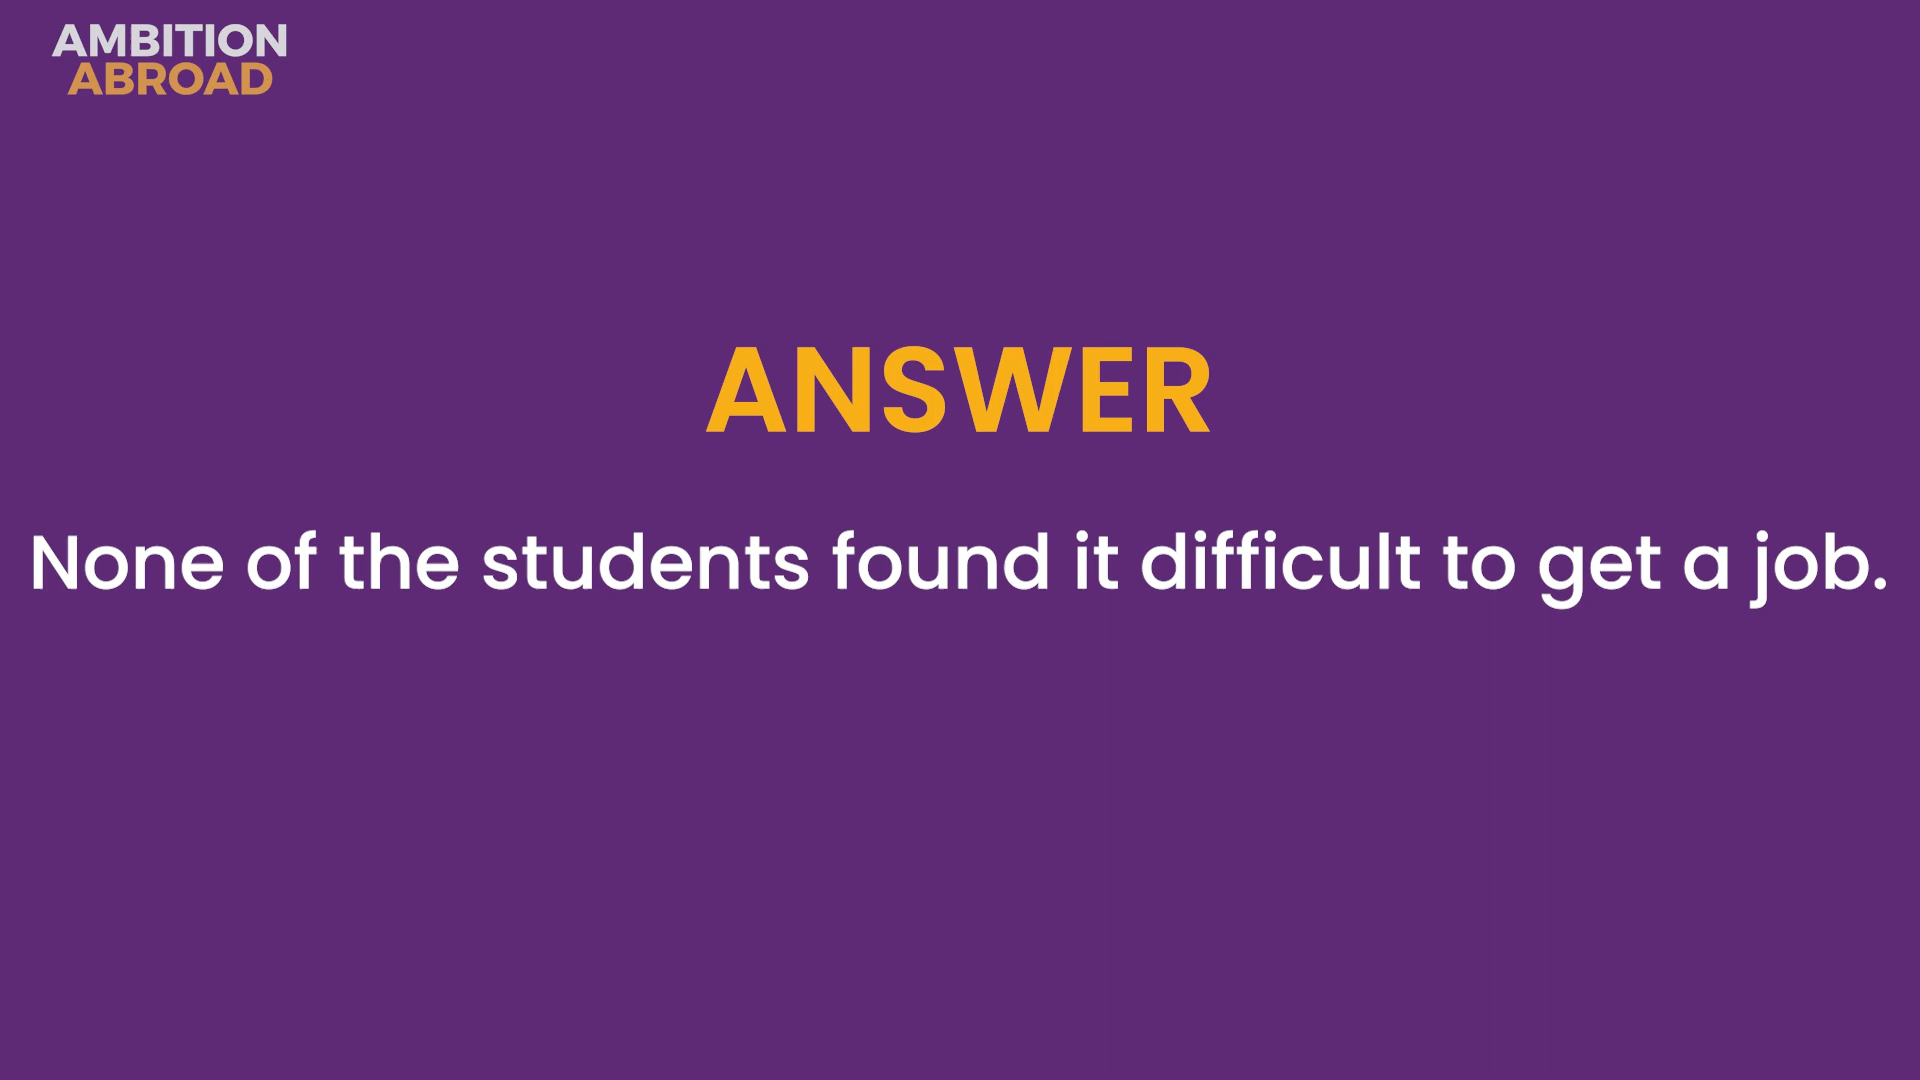 AMBITION
ABROAD
ANSWER
None of the students found it difficult to get a job.